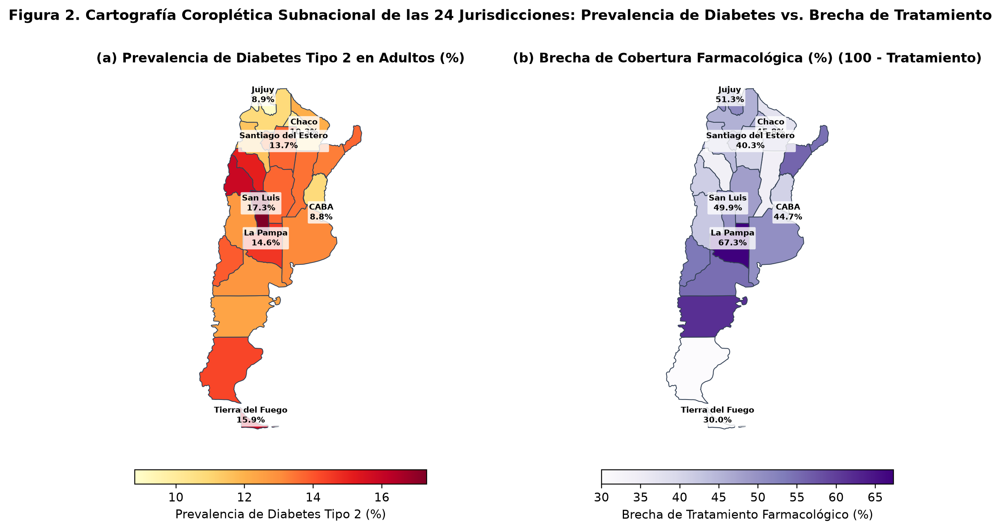 Figura 2. Cartografía Coroplética Subnacional de las 24 Jurisdicciones: Prevalencia de Diabetes vs. Brecha de Tratamiento
(a) Prevalencia de Diabetes Tipo 2 en Adultos (%)
Jujuy
8.9%
Chaco
10.3%
Santiago del Estero
13.7%
San Luis
17.3%
CABA
8.8%
La Pampa
14.6%
Tierra del Fuego
15.9%
10 12 14 16
Prevalencia de Diabetes Tipo 2 (%)
(b) Brecha de Cobertura Farmacológica (%) (100 - Tratamiento)
Jujuy
51.3%
Chaco
45.8%
Santiago del Estero
40.3%
San Luis
49.9%
CABA
44.7%
La Pampa
67.3%
Tierra del Fuego
30.0%
30 35 40 45 50 55 60 65
Brecha de Tratamiento Farmacológico (%)